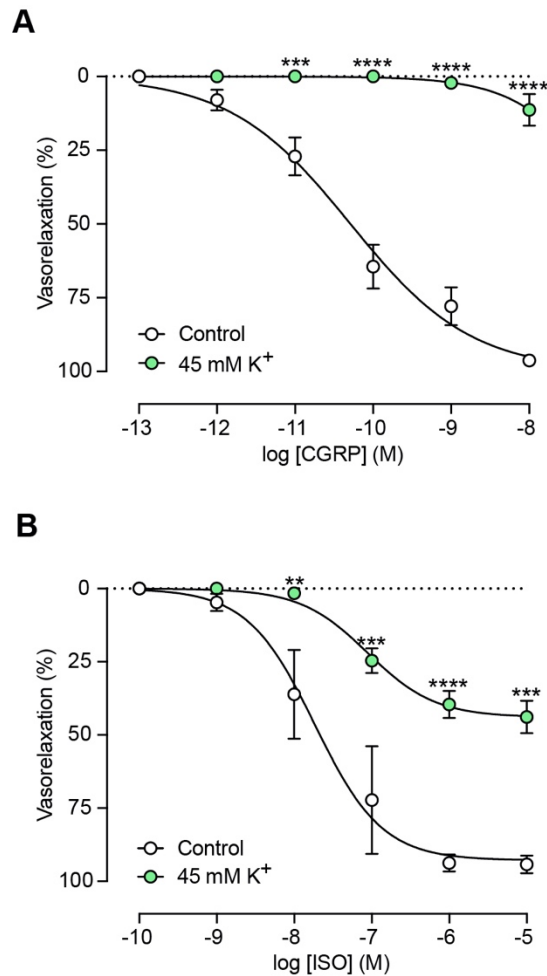 A
*** **** **** ****
0
25
50
75
100
Vasorelaxation (%)
Control
45 mM K⁺
-13 -12 -11 -10 -9 -8
log [CGRP] (M)
B
** *** **** ***
0
25
50
75
100
Vasorelaxation (%)
Control
45 mM K⁺
-10 -9 -8 -7 -6 -5
log [ISO] (M)